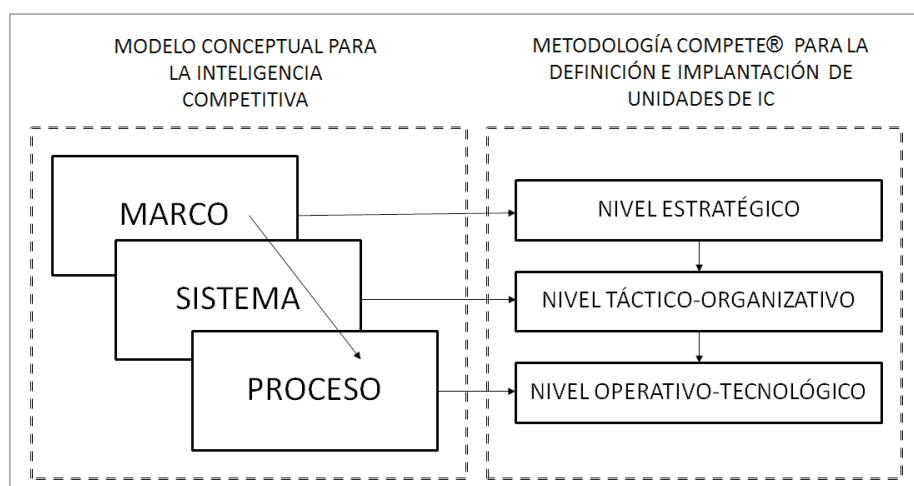 MODELO CONCEPTUAL PARA
LA INTELIGENCIA
COMPETITIVA
METODOLOGÍA COMPETE® PARA LA
DEFINICIÓN E IMPLANTACIÓN DE
UNIDADES DE IC
MARCO
SISTEMA
PROCESO
NIVEL ESTRATÉGICO
NIVEL TÁCTICO-ORGANIZATIVO
NIVEL OPERATIVO-TECNOLÓGICO